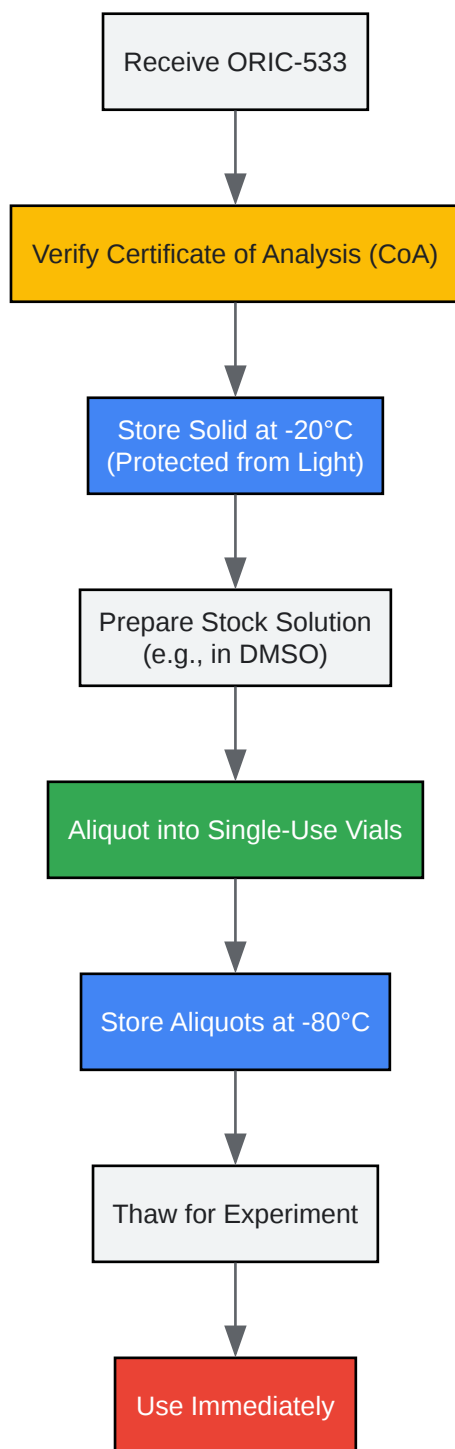 Receive ORIC-533
Verify Certificate of Analysis (CoA)
Store Solid at -20°C
(Protected from Light)
Prepare Stock Solution
(e.g., in DMSO)
Aliquot into Single-Use Vials
Store Aliquots at -80°C
Thaw for Experiment
Use Immediately